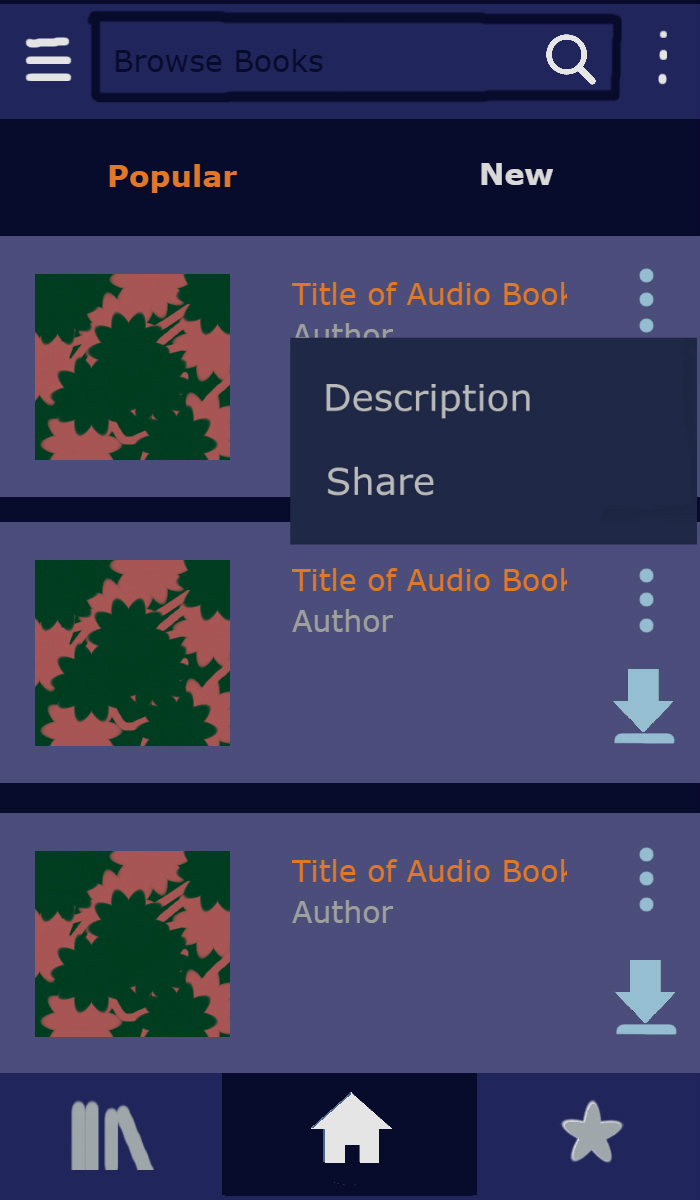 Browse Books
Popular New
Title of Audio Book
Author
Description
Share
Title of Audio Book
Author
Title of Audio Book
Author